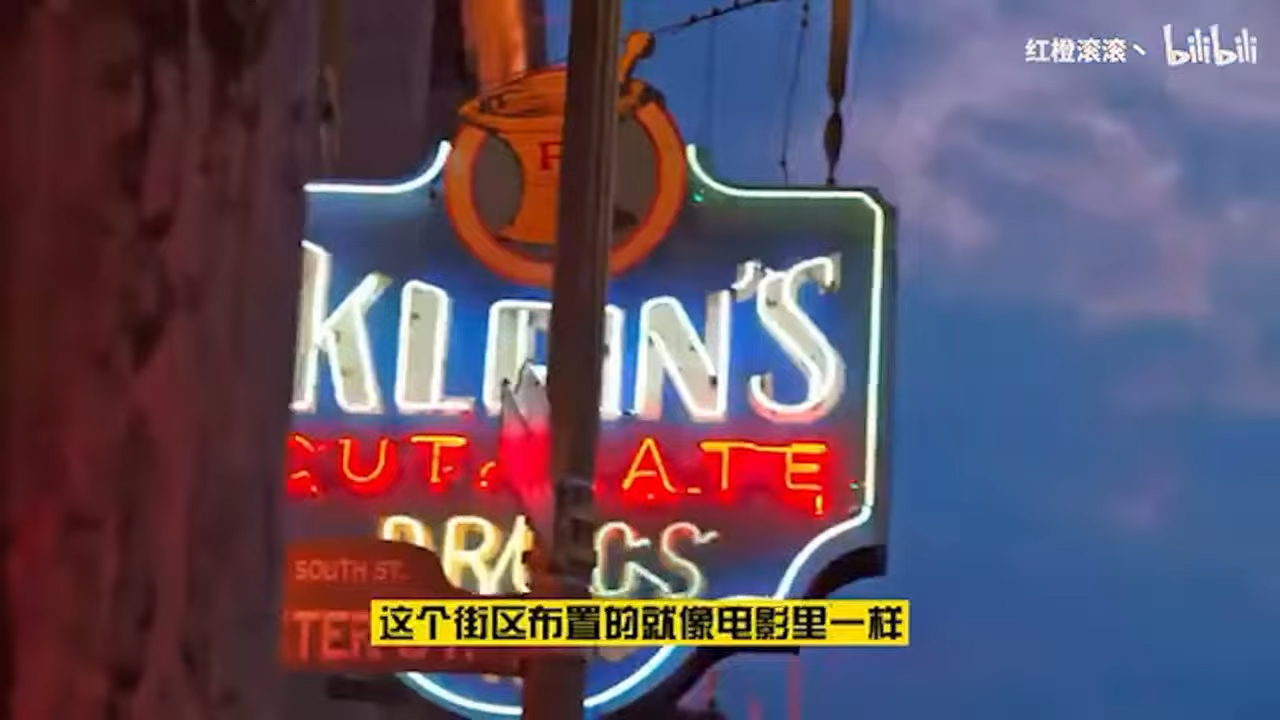 红橙滚滚丶 bilibili
R
KLEIN'S
CUT RATE
DRUGS
SOUTH ST.
这个街区布置的就像电影里一样